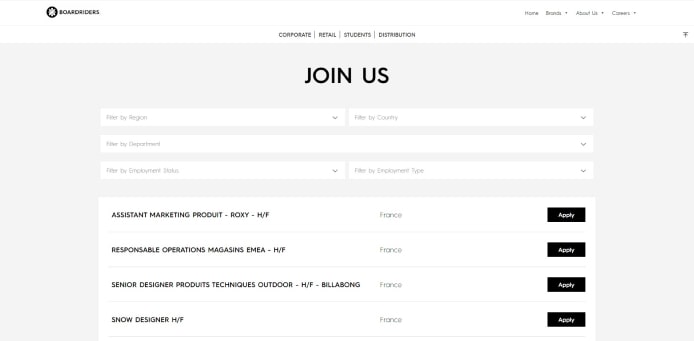 BOARDRIDERS
Home Brands About Us Careers
CORPORATE RETAIL STUDENTS DISTRIBUTION
JOIN US
Filter by Region Filter by Country
Filter by Department
Filter by Employment Status Filter by Employment Type
ASSISTANT MARKETING PRODUIT - ROXY - H/F France Apply
RESPONSABLE OPERATIONS MAGASINS EMEA - H/F France Apply
SENIOR DESIGNER PRODUITS TECHNIQUES OUTDOOR - H/F - BILLABONG France Apply
SNOW DESIGNER H/F France Apply